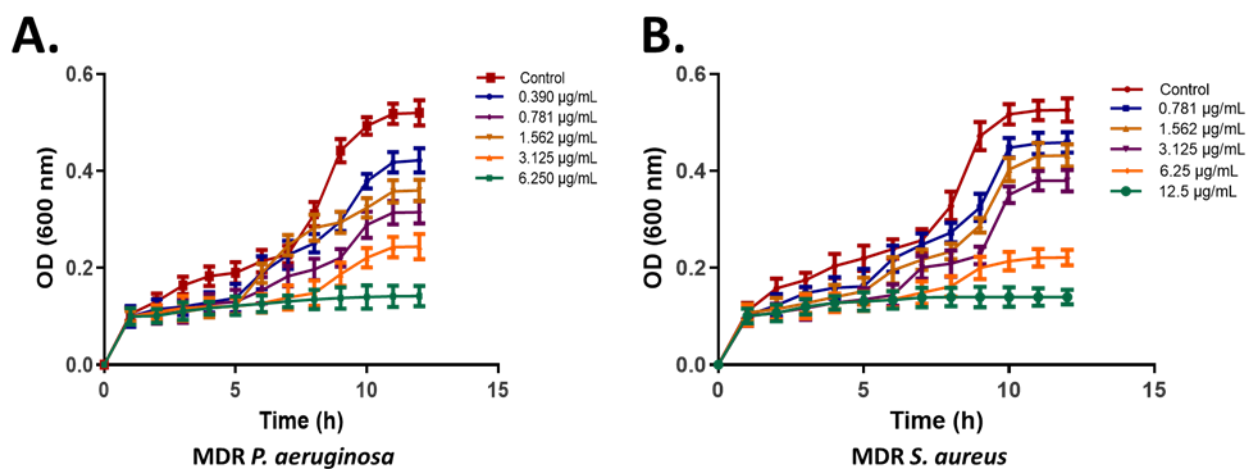 A.
0.6
0.4
0.2
0.0
OD (600 nm)
0 5 10 15
Time (h)
MDR P. aeruginosa
Control
0.390 µg/mL
0.781 µg/mL
1.562 µg/mL
3.125 µg/mL
6.250 µg/mL
B.
0.6
0.4
0.2
0.0
OD (600 nm)
0 5 10 15
Time (h)
MDR S. aureus
Control
0.781 µg/mL
1.562 µg/mL
3.125 µg/mL
6.25 µg/mL
12.5 µg/mL